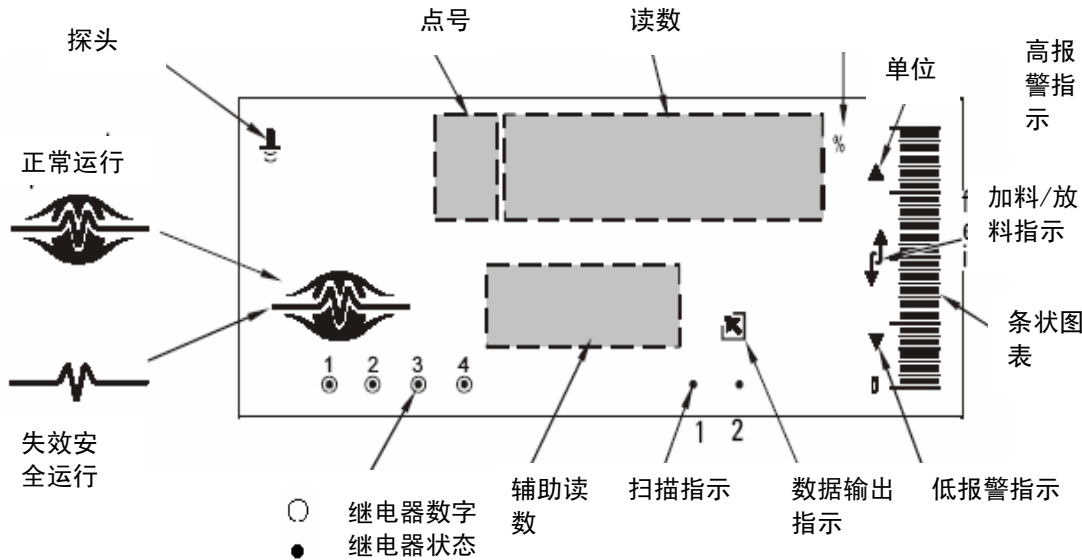 点号
读数
探头
单位
高报
警指
示
正常运行
%
加料/放
料指示
条状图
表
1 2 3 4
0
1 2
失效安
全运行
辅助读
数
扫描指示
数据输出
指示
低报警指示
继电器数字
继电器状态